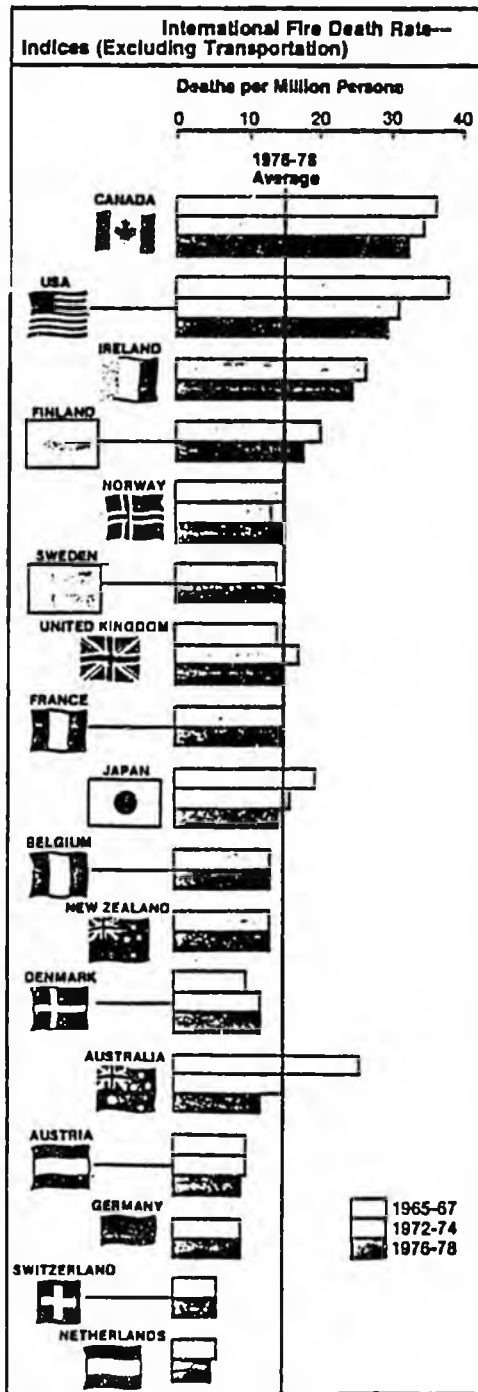 International Fire Death Rate—
Indices (Excluding Transportation)
Deaths per Million Persons
0 10 20 30 40
1976-78
Average
CANADA
USA
IRELAND
FINLAND
NORWAY
SWEDEN
UNITED KINGDOM
FRANCE
JAPAN
BELGIUM
NEW ZEALAND
DENMARK
AUSTRALIA
AUSTRIA
GERMANY
1965-67
1972-74
1976-78
SWITZERLAND
NETHERLANDS